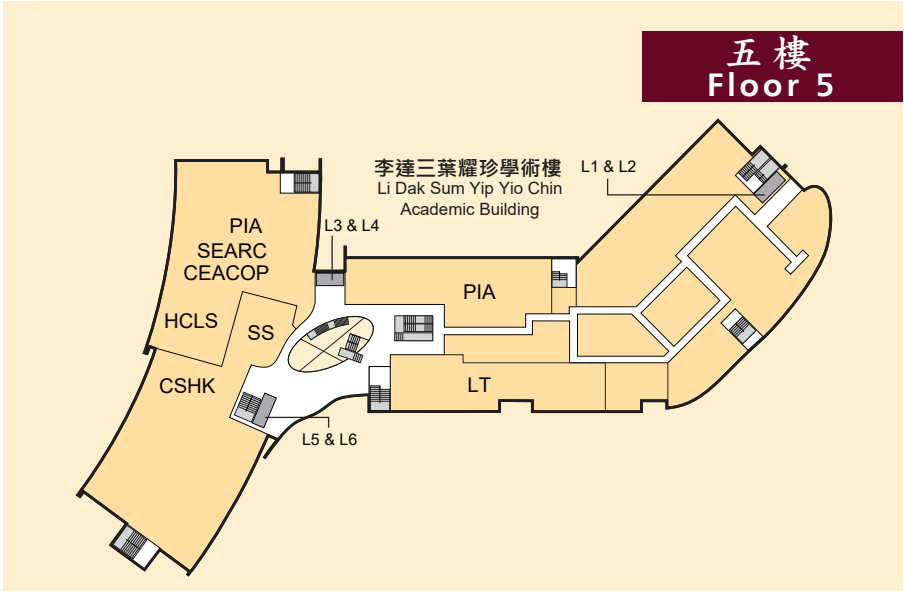 五樓
Floor 5
李達三葉耀珍學術樓
Li Dak Sum Yip Yio Chin
Academic Building
L1 & L2
PIA
SEARC
CEACOP
L3 & L4
PIA
HCLS
SS
CSHK
LT
L5 & L6